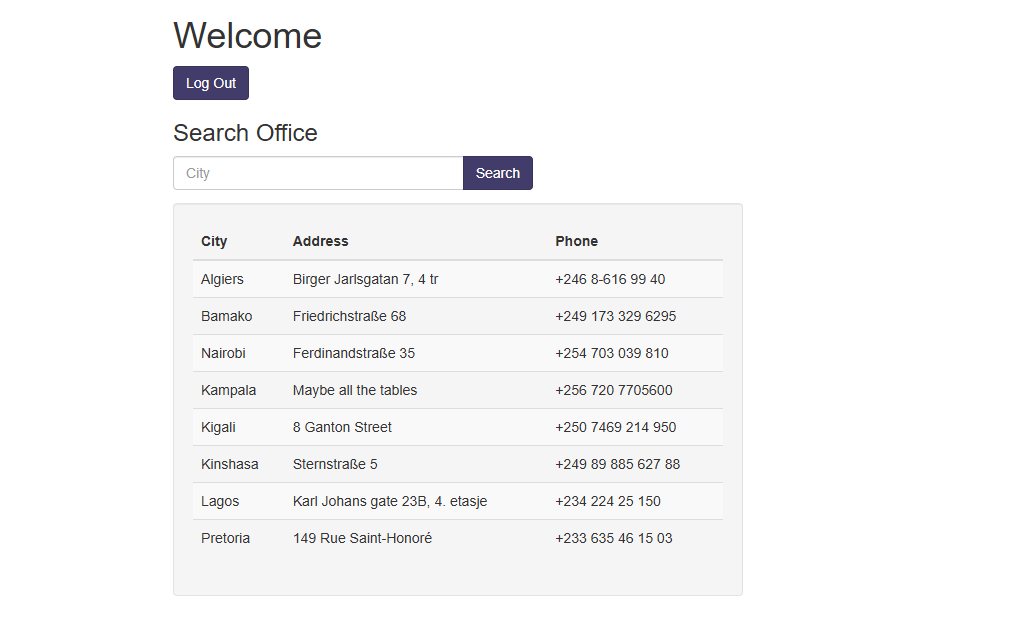 Welcome
Log Out
Search Office
City Search
City Address Phone
Algiers Birger Jarlsgatan 7, 4 tr +246 8-616 99 40
Bamako Friedrichstraße 68 +249 173 329 6295
Nairobi Ferdinandstraße 35 +254 703 039 810
Kampala Maybe all the tables +256 720 7705600
Kigali 8 Ganton Street +250 7469 214 950
Kinshasa Sternstraße 5 +249 89 885 627 88
Lagos Karl Johans gate 23B, 4. etasje +234 224 25 150
Pretoria 149 Rue Saint-Honoré +233 635 46 15 03